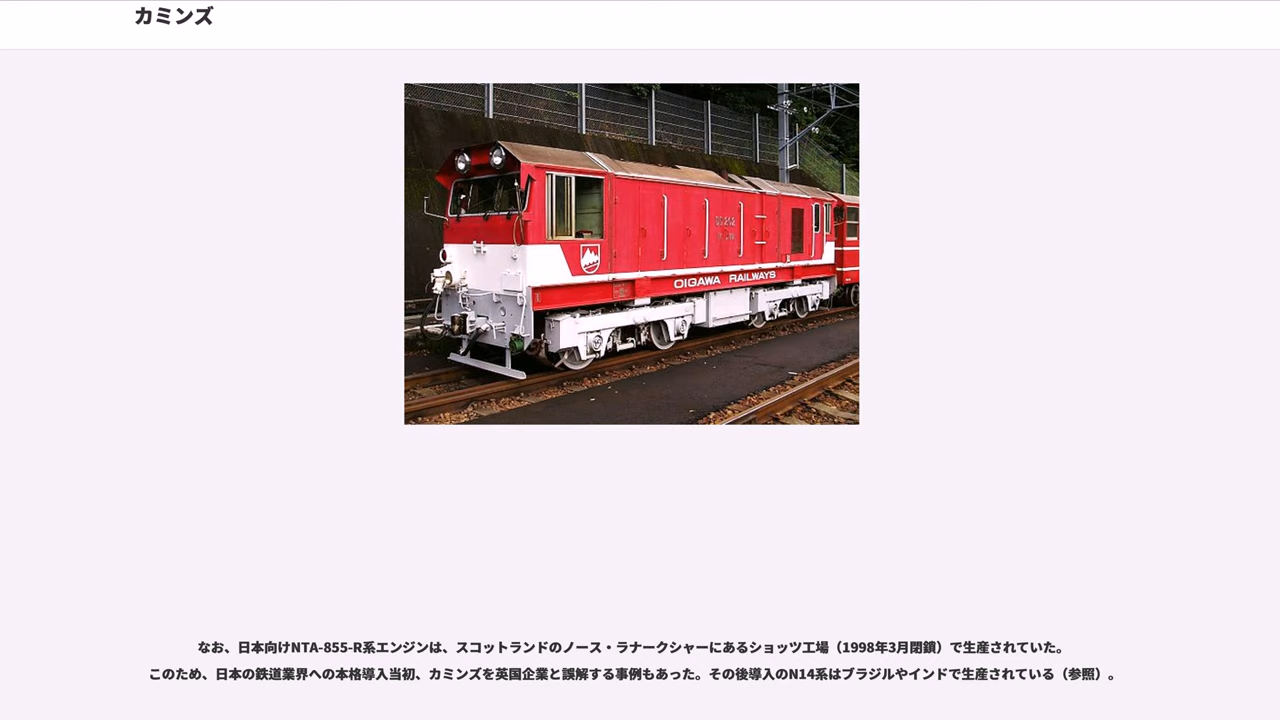 カミンズ
OIGAWA RAILWAYS
なお、日本向けNTA-855-R系エンジンは、スコットランドのノース・ラナークシャーにあるショッツ工場（1998年3月閉鎖）で生産されていた。
このため、日本の鉄道業界への本格導入当初、カミンズを英国企業と誤解する事例もあった。その後導入のN14系はブラジルやインドで生産されている（参照）。